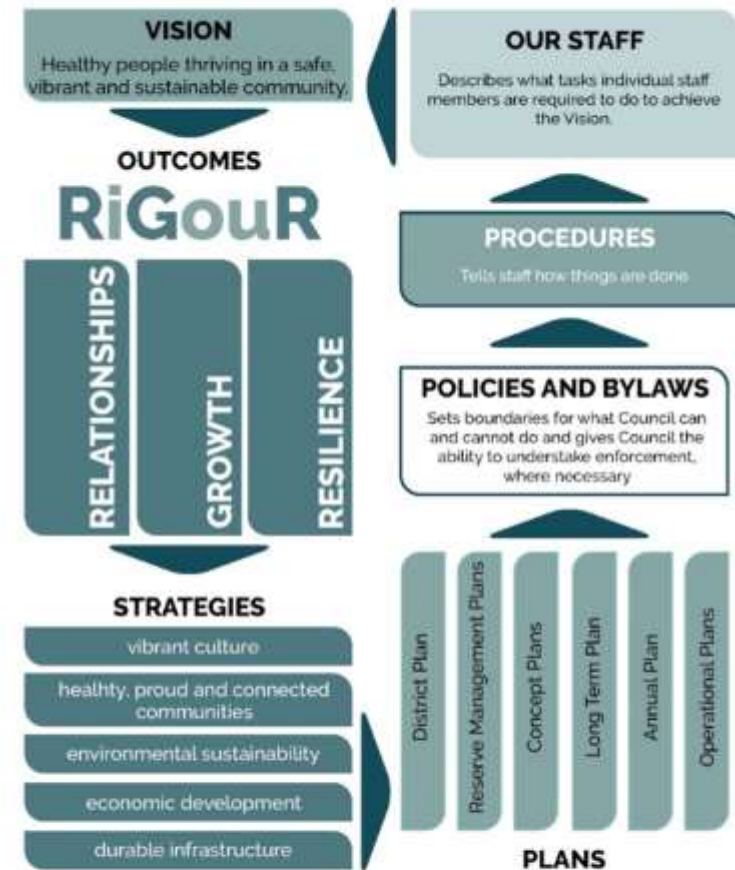 VISION
Healthy people thriving in a safe,
vibrant and sustainable community.
OUTCOMES
RiGouR
RELATIONSHIPS
GROWTH
RESILIENCE
STRATEGIES
vibrant culture
healthty, proud and connected
communities
environmental sustainability
economic development
durable infrastructure
District Plan
Reserve Management Plans
Concept Plans
Long Term Plan
Annual Plan
Operational Plans
PLANS
POLICIES AND BYLAWS
Sets boundaries for what Council can
and cannot do and gives Council the
ability to understake enforcement,
where necessary
PROCEDURES
Tells staff how things are done
OUR STAFF
Describes what tasks individual staff
members are required to do to achieve
the Vision.